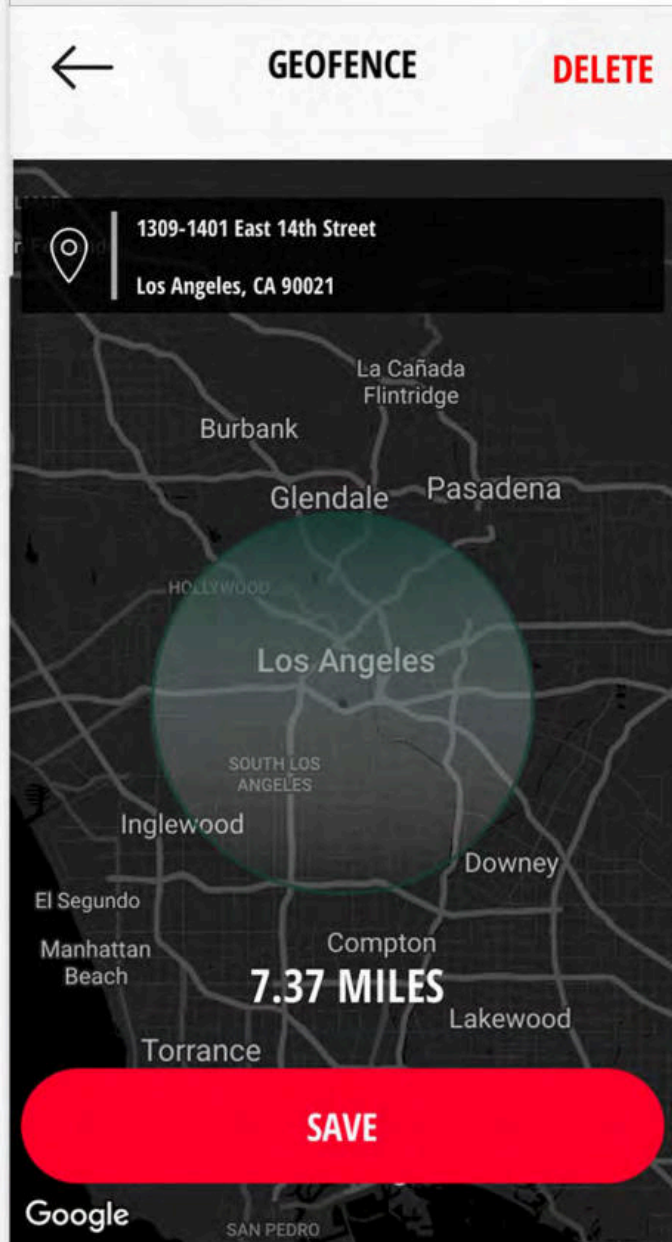 GEOFENCE
DELETE
1309-1401 East 14th Street
Los Angeles, CA 90021
La Cañada
Flintridge
Burbank
Glendale
Pasadena
HOLLYWOOD
Los Angeles
SOUTH LOS
ANGELES
Inglewood
Downey
El Segundo
Manhattan
Beach
Compton
7.37 MILES
Lakewood
Torrance
SAVE
Google
SAN PEDRO